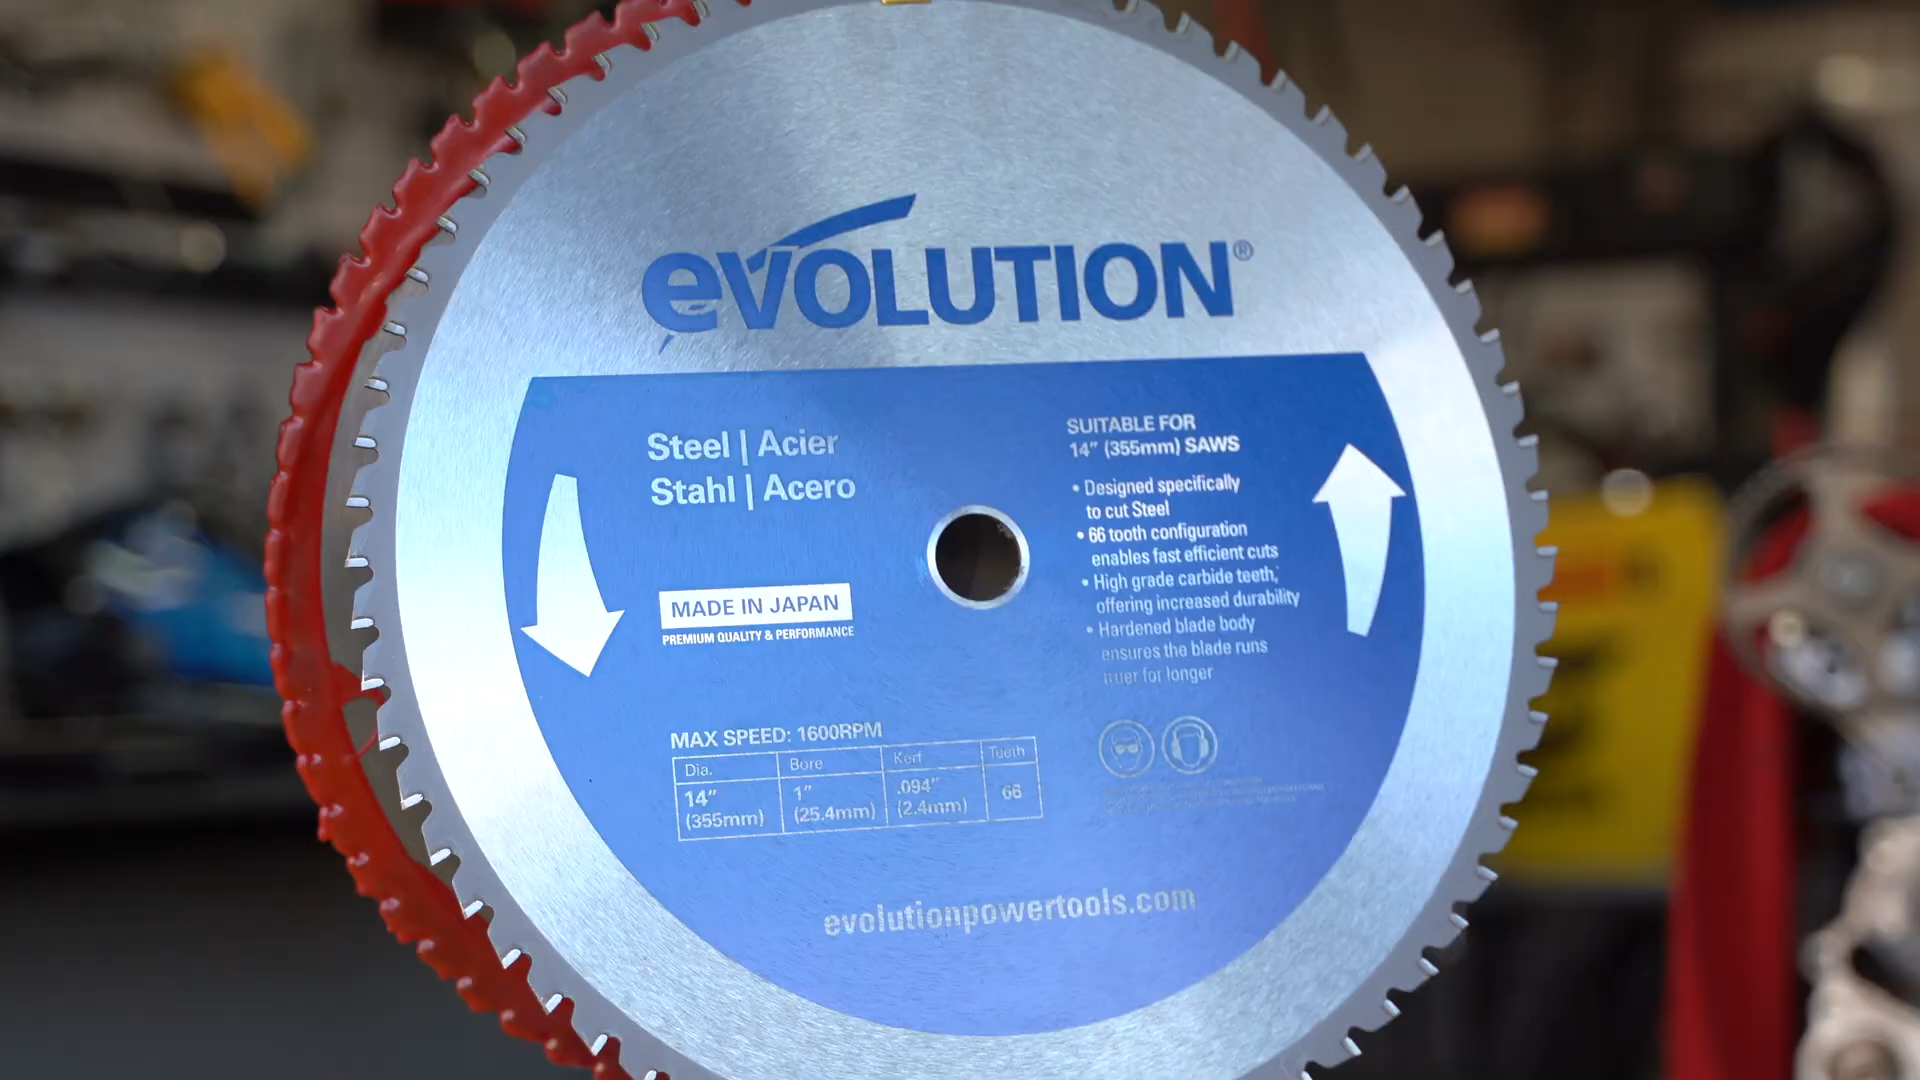 evolution®
Steel | Acier
Stahl | Acero
MADE IN JAPAN
PREMIUM QUALITY & PERFORMANCE
SUITABLE FOR
14" (355mm) SAWS
• Designed specifically
to cut Steel
• 66 tooth configuration
enables fast efficient cuts
• High grade carbide teeth,
offering increased durability
• Hardened blade body
ensures the blade runs
truer for longer
MAX SPEED: 1600RPM
Dia. Bore Kerf Teeth
14" 1" .094" 66
(355mm) (25.4mm) (2.4mm)
evolutionpowertools.com